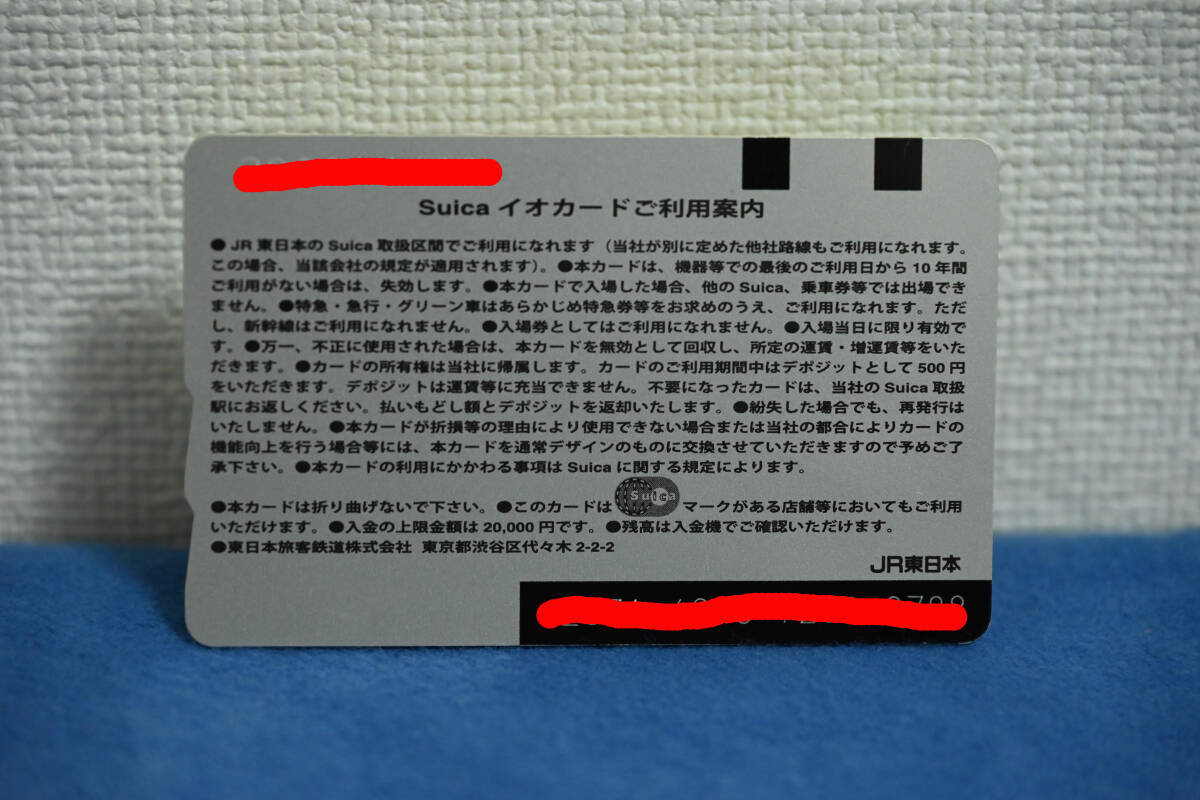 Suica イオカードご利用案内
●JR東日本のSuica取扱区間でご利用になれます（当社が別に定めた他社路線もご利用になれます。
この場合、当該会社の規定が適用されます）。●本カードは、機器等での最後のご利用日から10年間
ご利用がない場合は、失効します。●本カードで入場した場合、他のSuica、乗車券等では出場でき
ません。●特急・急行・グリーン車はあらかじめ特急券等をお求めのうえ、ご利用になれます。ただ
し、新幹線はご利用になれません。●入場券としてはご利用になれません。●入場当日に限り有効で
す。●万一、不正に使用された場合は、本カードを無効として回収し、所定の運賃・増運賃等をいた
だきます。●カードの所有権は当社に帰属します。カードのご利用期間中はデポジットとして500円
をいただきます。デポジットは運賃等に充当できません。不要になったカードは、当社のSuica取扱
駅にお返しください。払いもどし額とデポジットを返却いたします。●紛失した場合でも、再発行は
いたしません。●本カードが折損等の理由により使用できない場合または当社の都合によりカードの
機能向上を行う場合等には、本カードを通常デザインのものに交換させていただきますので予めご了
承下さい。●本カードの利用にかかわる事項はSuicaに関する規定によります。
●本カードは折り曲げないで下さい。●このカードは Suica マークがある店舗等においてもご利用
いただけます。●入金の上限金額は20,000円です。●残高は入金機でご確認いただけます。
●東日本旅客鉄道株式会社 東京都渋谷区代々木2-2-2
JR東日本